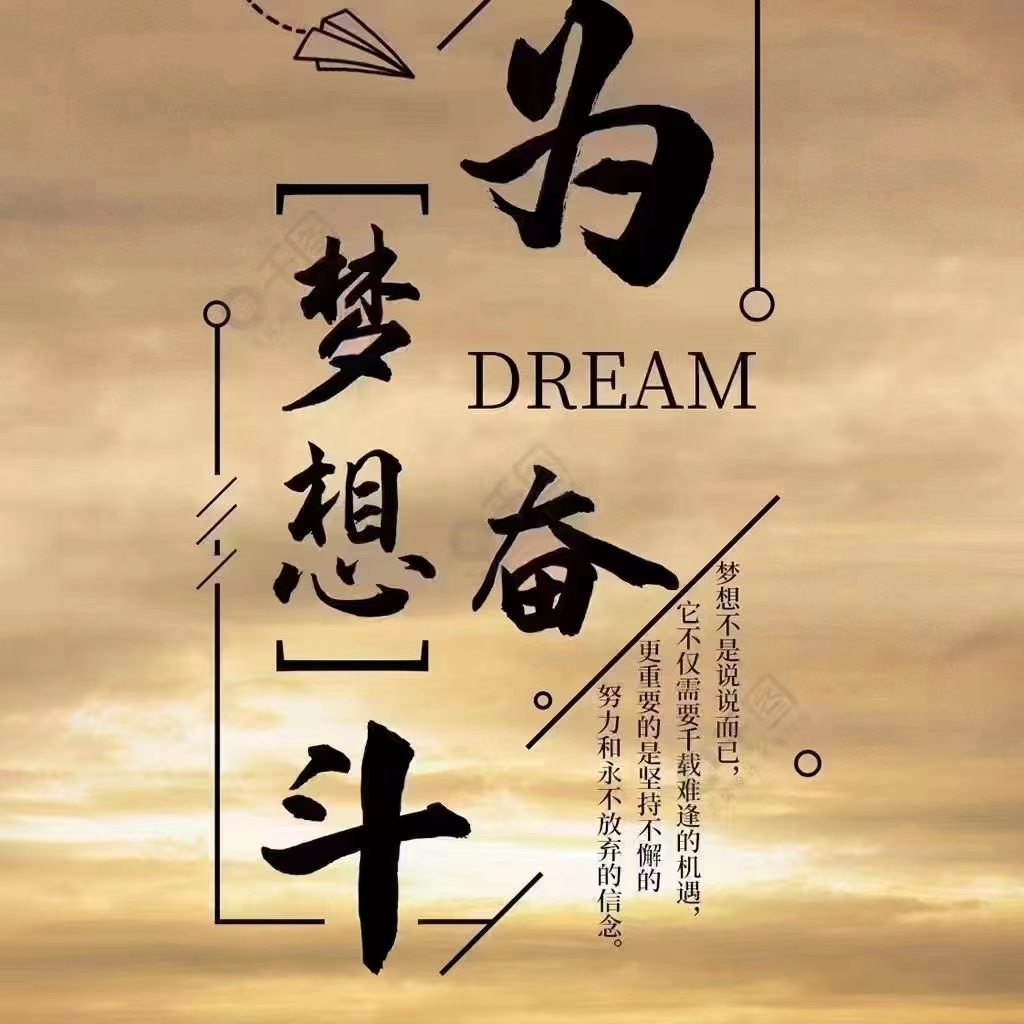 为
[梦想]
DREAM
奋
斗
梦想不是说说而已，
它不仅需要千载难逢的机遇，
更重要的是坚持不懈的
努力和永不放弃的信念。